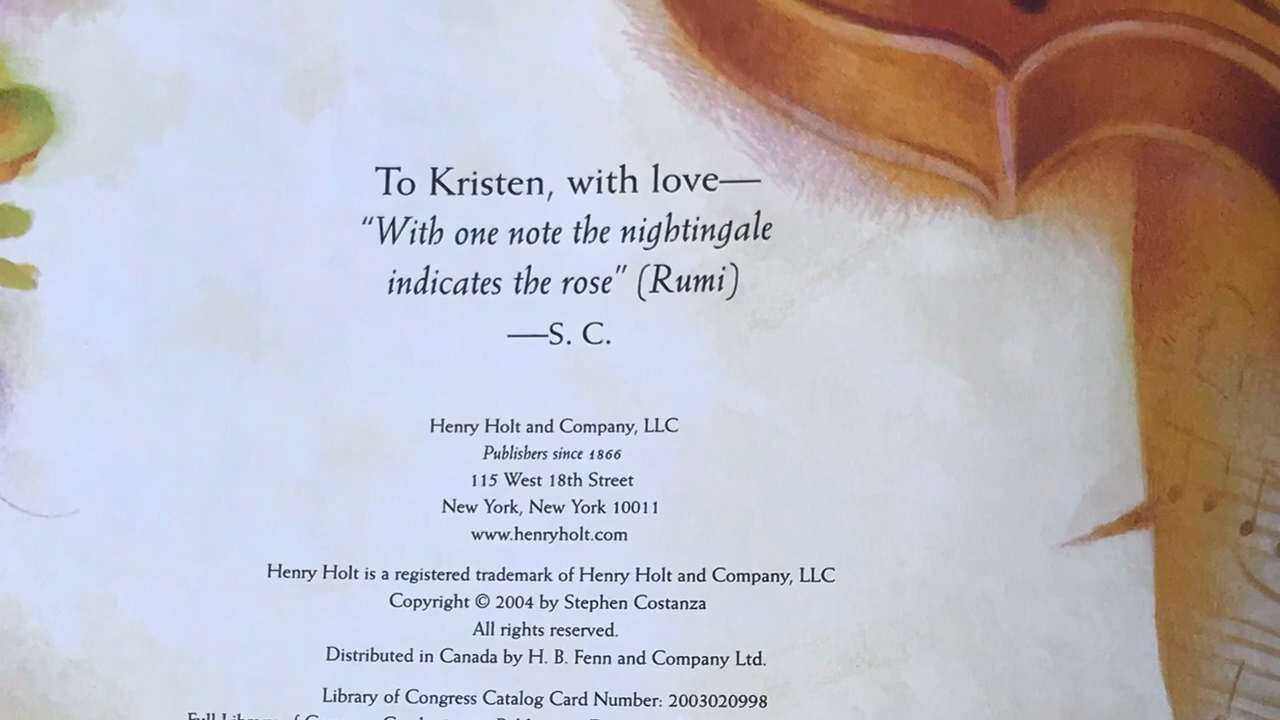 To Kristen, with love—
“With one note the nightingale
indicates the rose” (Rumi)
—S. C.
Henry Holt and Company, LLC
Publishers since 1866
115 West 18th Street
New York, New York 10011
www.henryholt.com
Henry Holt is a registered trademark of Henry Holt and Company, LLC
Copyright © 2004 by Stephen Costanza
All rights reserved.
Distributed in Canada by H. B. Fenn and Company Ltd.
Library of Congress Catalog Card Number: 2003020998